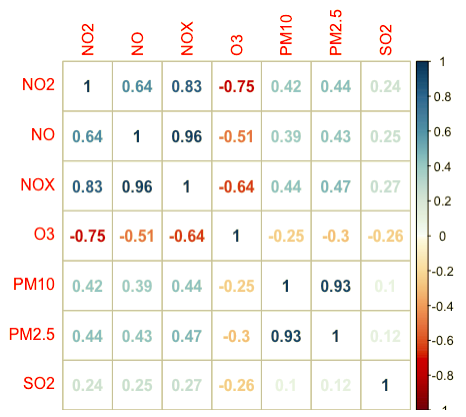 NO2 NO NOX O3 PM10 PM2.5 SO2
NO2 1 0.64 0.83 -0.75 0.42 0.44 0.24
NO 0.64 1 0.96 -0.51 0.39 0.43 0.25
NOX 0.83 0.96 1 -0.64 0.44 0.47 0.27
O3 -0.75 -0.51 -0.64 1 -0.25 -0.3 -0.26
PM10 0.42 0.39 0.44 -0.25 1 0.93 0.1
PM2.5 0.44 0.43 0.47 -0.3 0.93 1 0.12
SO2 0.24 0.25 0.27 -0.26 0.1 0.12 1
1
0.8
0.6
0.4
0.2
0
-0.2
-0.4
-0.6
-0.8
-1